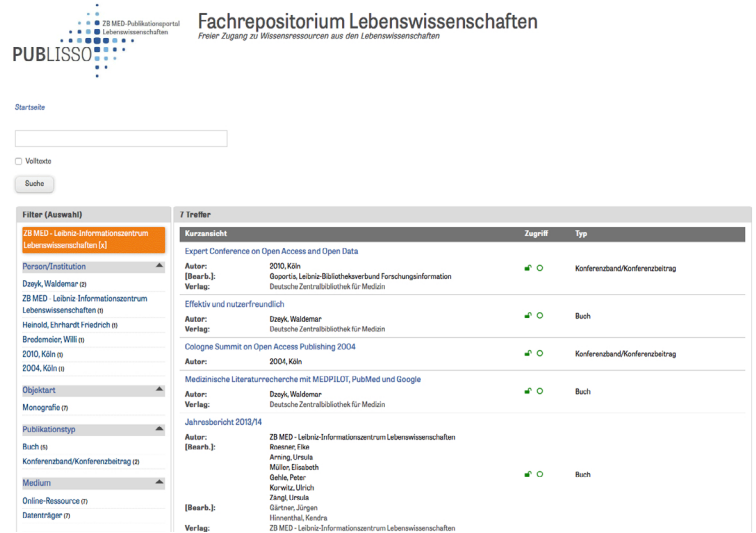 ZB MED-Publikationsportal
Lebenswissenschaften
PUBLISSO
Fachrepositorium Lebenswissenschaften
Freier Zugang zu Wissensressourcen aus den Lebenswissenschaften
Startseite
Volltexte
Suche
Filter (Auswahl)
ZB MED - Leibniz-Informationszentrum
Lebenswissenschaften [x]
Person/Institution
Dzeyk, Waldemar (2)
ZB MED - Leibniz-Informationszentrum
Lebenswissenschaften (1)
Heinold, Ehrhardt Friedrich (1)
Bredemeier, Willi (1)
2010, Köln (1)
2004, Köln (1)
Objektart
Monografie (7)
Publikationstyp
Buch (5)
Konferenzband/Konferenzbeitrag (2)
Medium
Online-Ressource (7)
Datenträger (7)
7 Treffer
Kurzansicht Zugriff Typ
Expert Conference on Open Access and Open Data
Autor: 2010, Köln
[Bearb.]: Goportis, Leibniz-Bibliotheksverbund Forschungsinformation
Verlag: Deutsche Zentralbibliothek für Medizin
Konferenzband/Konferenzbeitrag
Effektiv und nutzerfreundlich
Autor: Dzeyk, Waldemar
Verlag: Deutsche Zentralbibliothek für Medizin
Buch
Cologne Summit on Open Access Publishing 2004
Autor: 2004, Köln
Konferenzband/Konferenzbeitrag
Medizinische Literaturrecherche mit MEDPILOT, PubMed und Google
Autor: Dzeyk, Waldemar
Verlag: Deutsche Zentralbibliothek für Medizin
Buch
Jahresbericht 2013/14
Autor: ZB MED - Leibniz-Informationszentrum Lebenswissenschaften
[Bearb.]: Roesner, Elke
Arning, Ursula
Müller, Elisabeth
Gehle, Peter
Korwitz, Ulrich
Zängl, Ursula
[Bearb.]: Gärtner, Jürgen
Hinnenthal, Kendra
Verlag: ZB MED - Leibniz-Informationszentrum Lebenswissenschaften
Buch